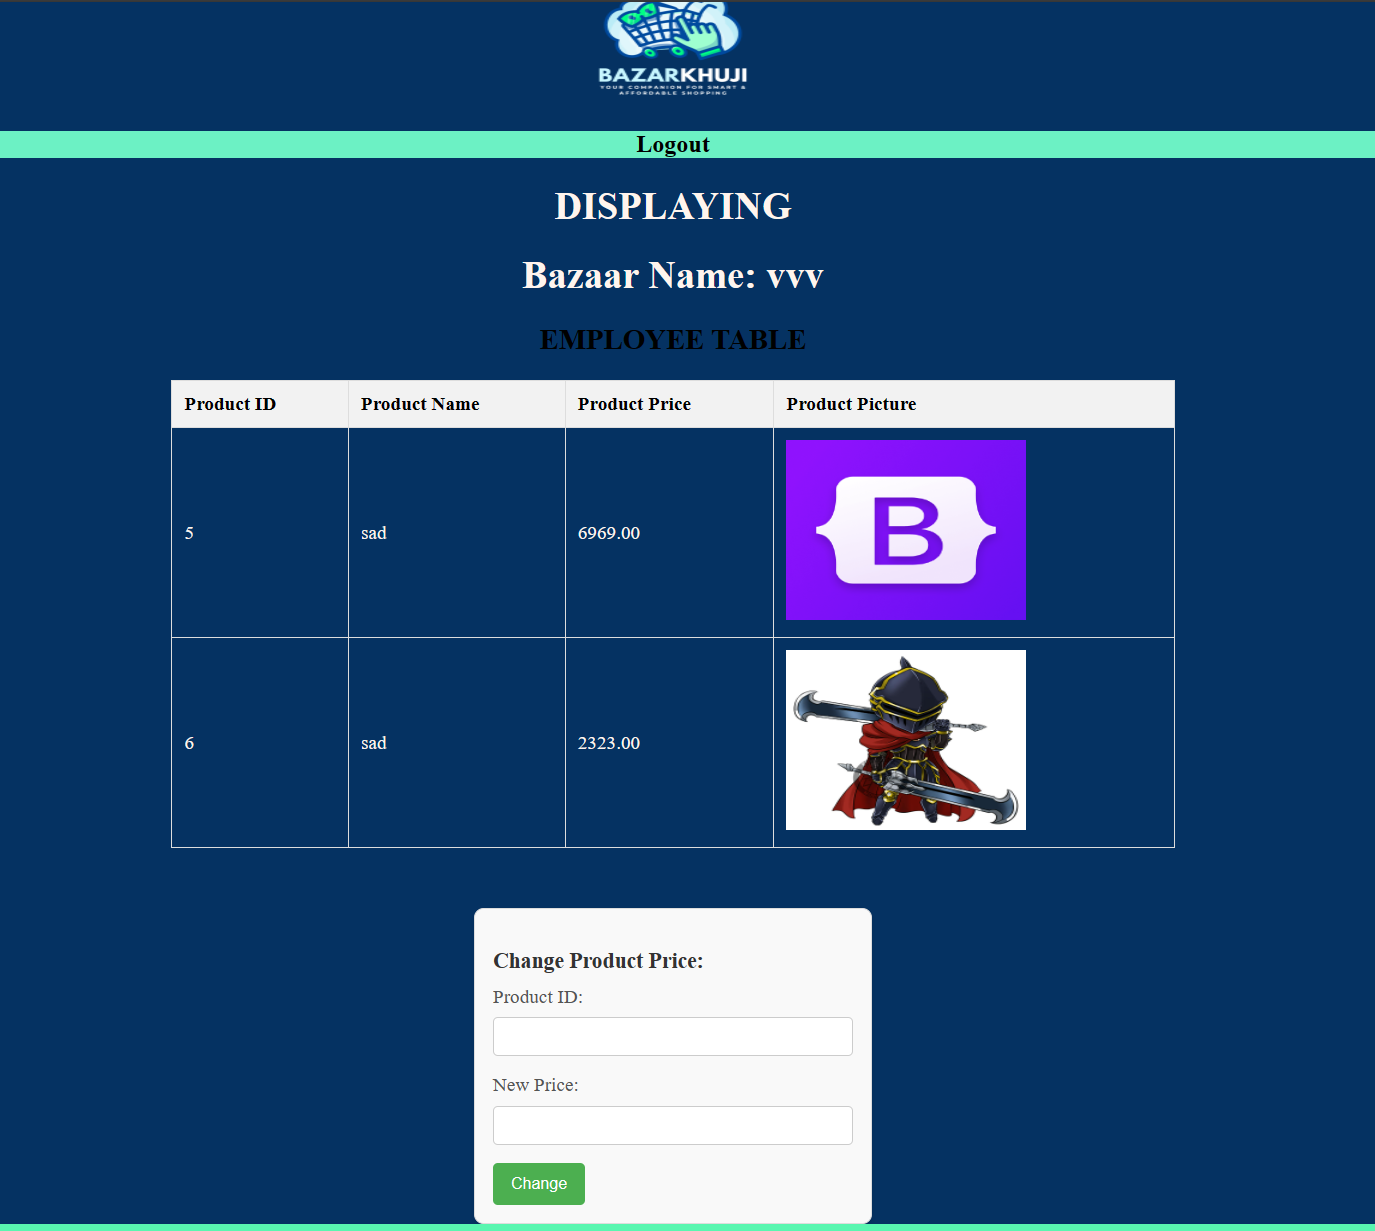 BAZARKHUJI
YOUR COMPANION FOR SMART &
AFFORDABLE SHOPPING
Logout
DISPLAYING
Bazaar Name: vvv
EMPLOYEE TABLE
Product ID Product Name Product Price Product Picture
5 sad 6969.00
B
6 sad 2323.00
Change Product Price:
Product ID:
New Price:
Change